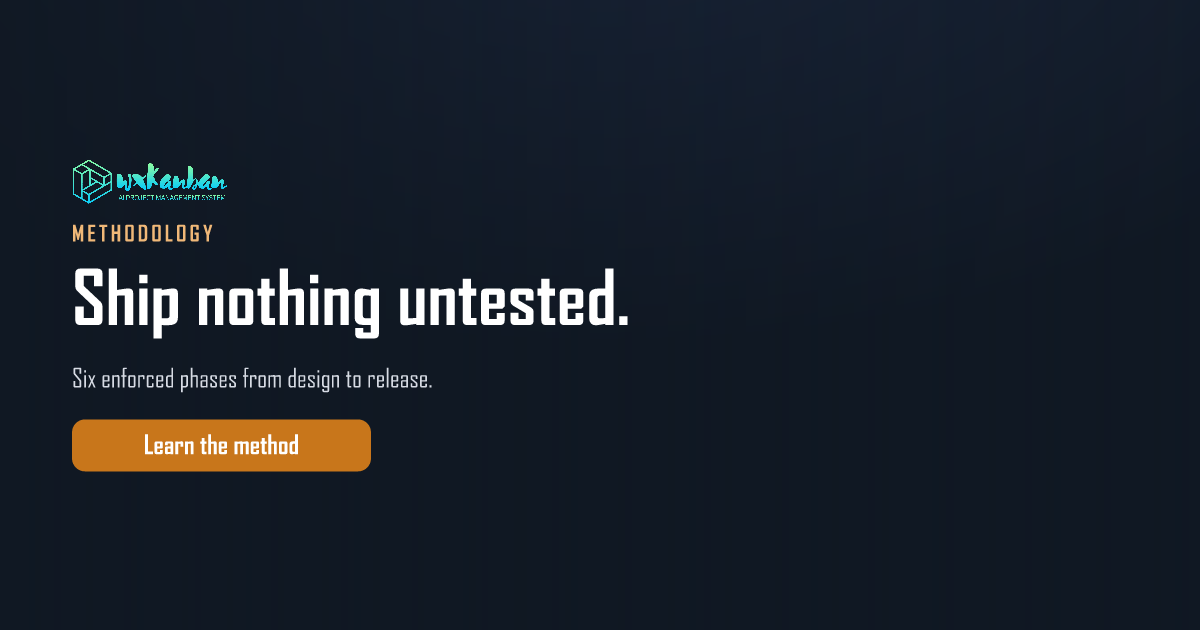 wxKanban
AI PROJECT MANAGEMENT SYSTEM
METHODOLOGY
Ship nothing untested.
Six enforced phases from design to release.
Learn the method